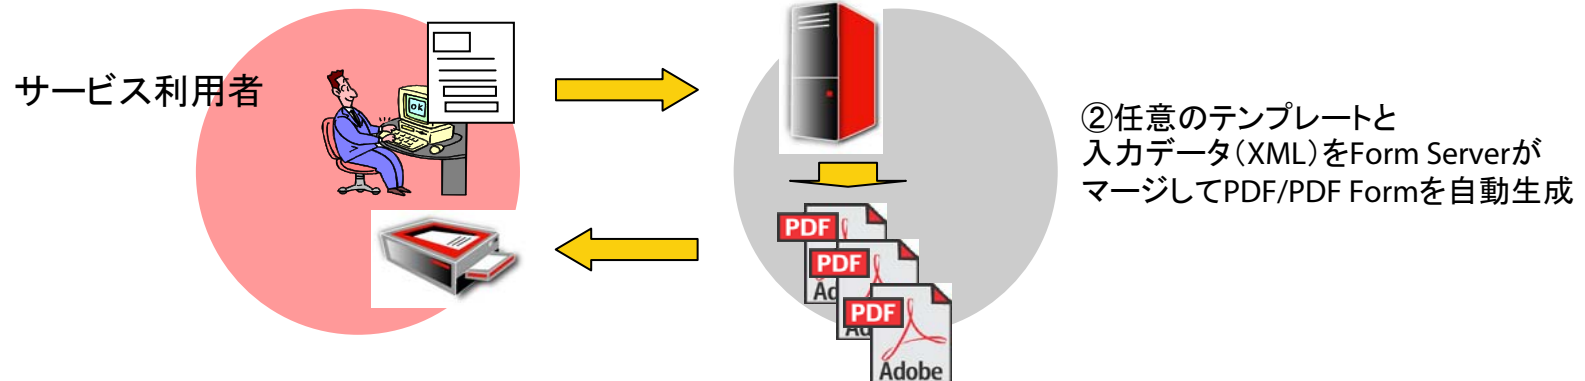 サービス利用者
ok
②任意のテンプレートと
入力データ（XML）をForm Serverが
マージしてPDF/PDF Formを自動生成
PDF
PDF
Ad
PDF
Ad
Adobe